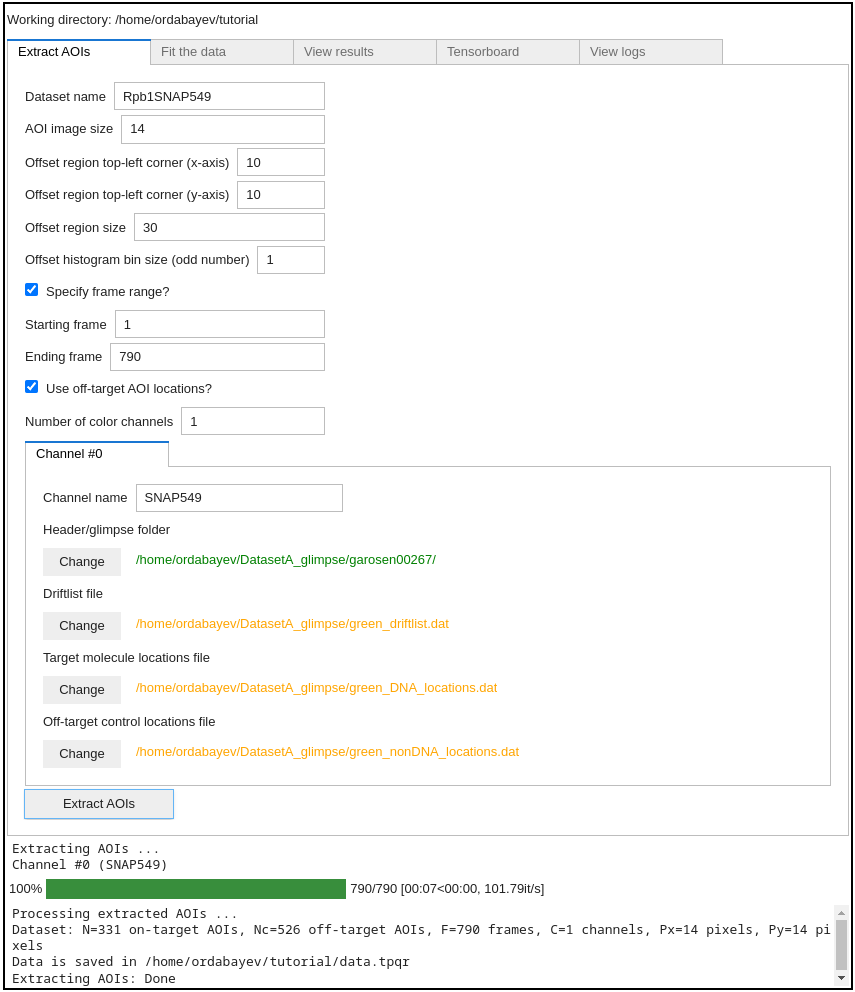 Working directory: /home/ordabayev/tutorial
Extract AOIs Fit the data View results Tensorboard View logs
Dataset name Rpb1SNAP549
AOI image size 14
Offset region top-left corner (x-axis) 10
Offset region top-left corner (y-axis) 10
Offset region size 30
Offset histogram bin size (odd number) 1
Specify frame range?
Starting frame 1
Ending frame 790
Use off-target AOI locations?
Number of color channels 1
Channel #0
Channel name SNAP549
Header/glimpse folder
Change /home/ordabayev/DatasetA_glimpse/garosen00267/
Driftlist file
Change /home/ordabayev/DatasetA_glimpse/green_driftlist.dat
Target molecule locations file
Change /home/ordabayev/DatasetA_glimpse/green_DNA_locations.dat
Off-target control locations file
Change /home/ordabayev/DatasetA_glimpse/green_nonDNA_locations.dat
Extract AOIs
Extracting AOIs ...
Channel #0 (SNAP549)
100% 790/790 [00:07<00:00, 101.79it/s]
Processing extracted AOIs ...
Dataset: N=331 on-target AOIs, Nc=526 off-target AOIs, F=790 frames, C=1 channels, Px=14 pixels, Py=14 pi
xels
Data is saved in /home/ordabayev/tutorial/data.tpqr
Extracting AOIs: Done